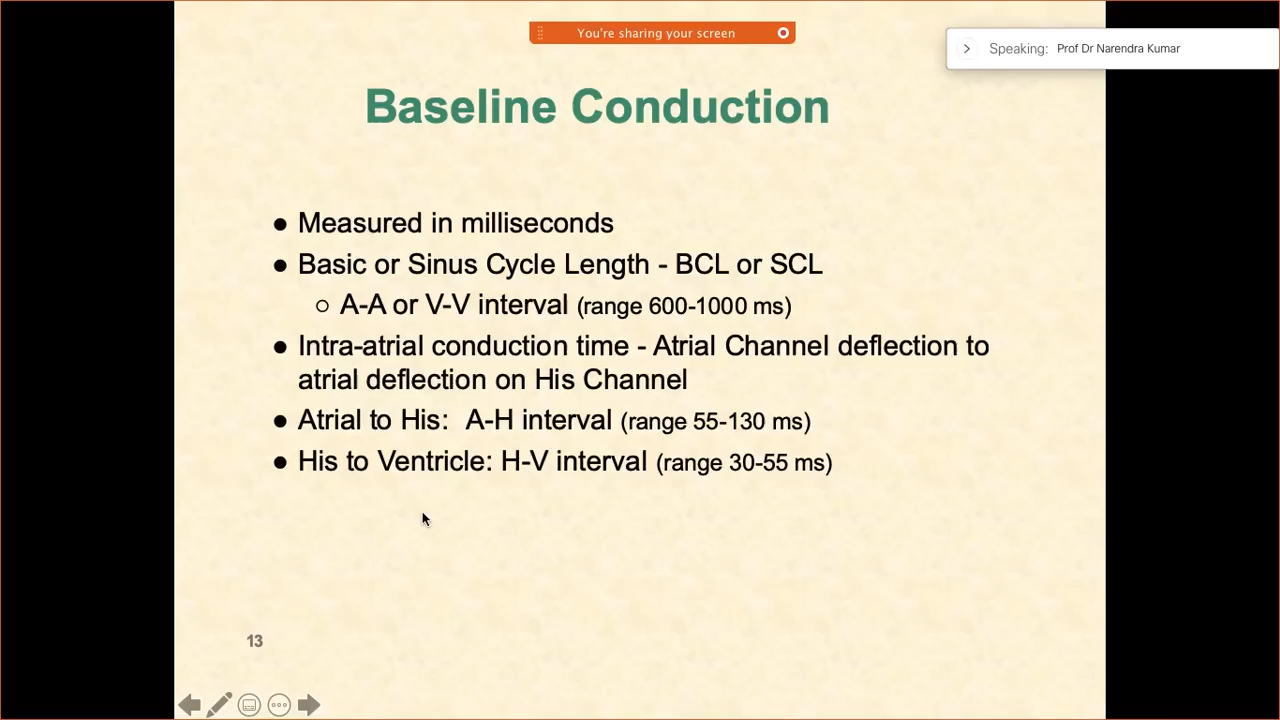 You're sharing your screen
Speaking: Prof Dr Narendra Kumar
Baseline Conduction
● Measured in milliseconds
● Basic or Sinus Cycle Length - BCL or SCL
○ A-A or V-V interval (range 600-1000 ms)
● Intra-atrial conduction time - Atrial Channel deflection to
atrial deflection on His Channel
● Atrial to His: A-H interval (range 55-130 ms)
● His to Ventricle: H-V interval (range 30-55 ms)
13